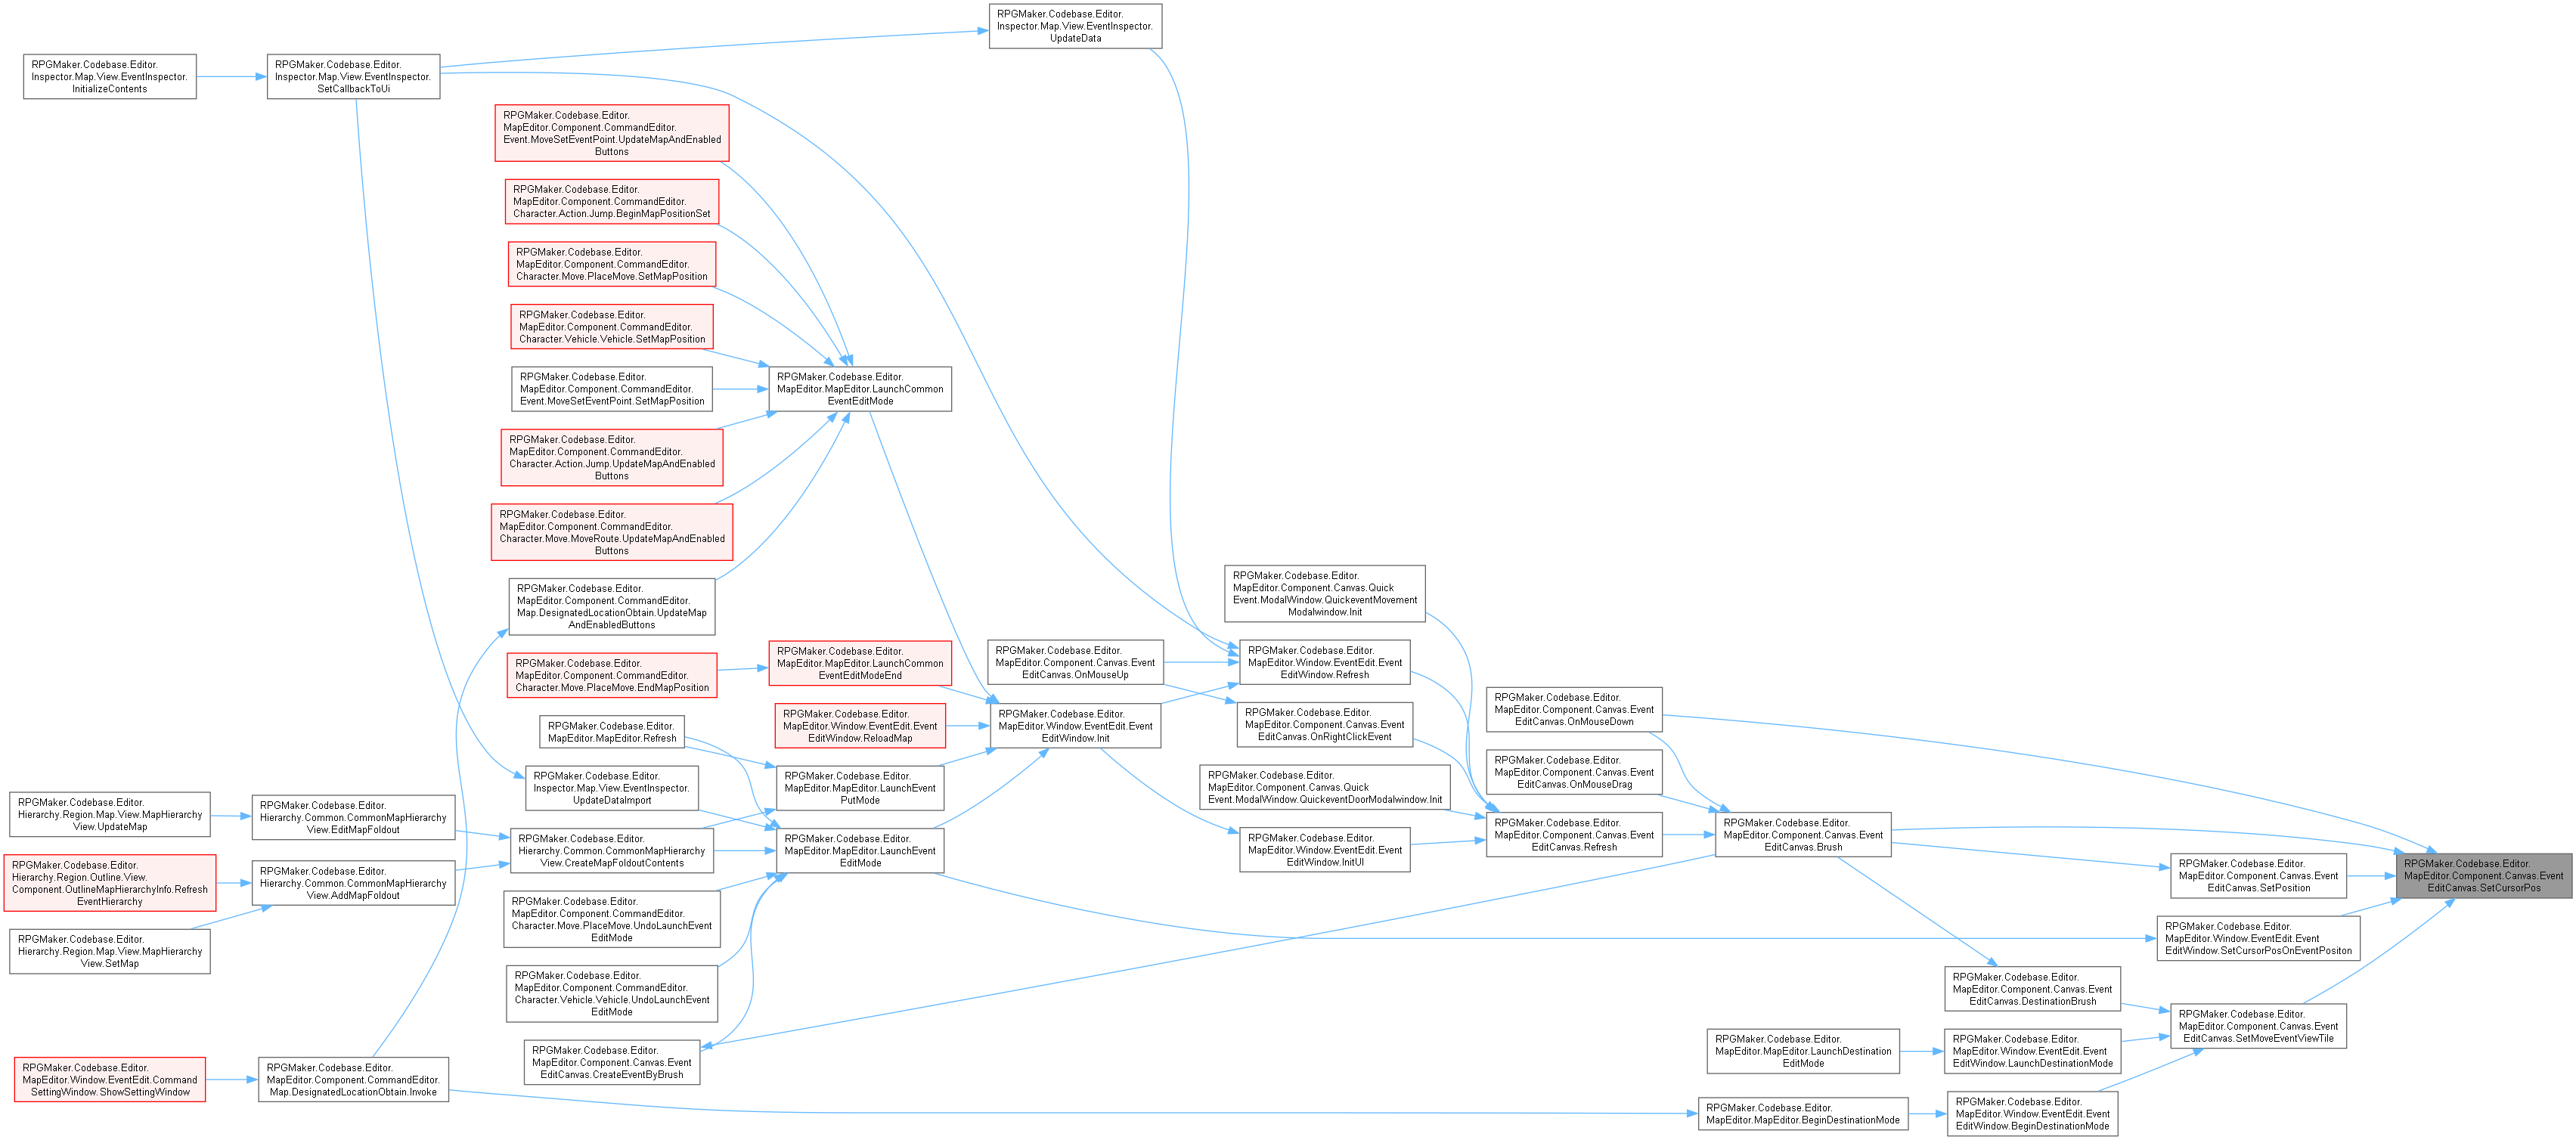 RPGMaker.Codebase.Editor.
Inspector.Map.View.EventInspector.
UpdateData
RPGMaker.Codebase.Editor.
Inspector.Map.View.EventInspector.
InitializeContents
RPGMaker.Codebase.Editor.
Inspector.Map.View.EventInspector.
SetCallbackToUi
RPGMaker.Codebase.Editor.
MapEditor.Component.CommandEditor.
Event.MoveSetEventPoint.UpdateMapAndEnabled
Buttons
RPGMaker.Codebase.Editor.
MapEditor.Component.CommandEditor.
Character.Action.Jump.BeginMapPositionSet
RPGMaker.Codebase.Editor.
MapEditor.Component.CommandEditor.
Character.Move.PlaceMove.SetMapPosition
RPGMaker.Codebase.Editor.
MapEditor.Component.CommandEditor.
Character.Vehicle.Vehicle.SetMapPosition
RPGMaker.Codebase.Editor.
MapEditor.Component.CommandEditor.
Event.MoveSetEventPoint.SetMapPosition
RPGMaker.Codebase.Editor.
MapEditor.MapEditor.LaunchCommon
EventEditMode
RPGMaker.Codebase.Editor.
MapEditor.Component.CommandEditor.
Character.Action.Jump.UpdateMapAndEnabled
Buttons
RPGMaker.Codebase.Editor.
MapEditor.Component.CommandEditor.
Character.Move.MoveRoute.UpdateMapAndEnabled
Buttons
RPGMaker.Codebase.Editor.
MapEditor.Component.CommandEditor.
Map.DesignatedLocationObtain.UpdateMap
AndEnabledButtons
RPGMaker.Codebase.Editor.
MapEditor.Component.Canvas.Quick
Event.ModalWindow.QuickeventMovement
Modalwindow.Init
RPGMaker.Codebase.Editor.
MapEditor.Component.CommandEditor.
Character.Move.PlaceMove.EndMapPosition
RPGMaker.Codebase.Editor.
MapEditor.MapEditor.LaunchCommon
EventEditModeEnd
RPGMaker.Codebase.Editor.
MapEditor.Component.Canvas.Event
EditCanvas.OnMouseUp
RPGMaker.Codebase.Editor.
MapEditor.Window.EventEdit.Event
EditWindow.Refresh
RPGMaker.Codebase.Editor.
MapEditor.MapEditor.Refresh
RPGMaker.Codebase.Editor.
MapEditor.Window.EventEdit.Event
EditWindow.ReloadMap
RPGMaker.Codebase.Editor.
MapEditor.Window.EventEdit.Event
EditWindow.Init
RPGMaker.Codebase.Editor.
MapEditor.Component.Canvas.Event
EditCanvas.OnRightClickEvent
RPGMaker.Codebase.Editor.
MapEditor.Component.Canvas.Event
EditCanvas.OnMouseDown
RPGMaker.Codebase.Editor.
Inspector.Map.View.EventInspector.
UpdateDataImport
RPGMaker.Codebase.Editor.
MapEditor.MapEditor.LaunchEvent
PutMode
RPGMaker.Codebase.Editor.
MapEditor.Component.Canvas.Quick
Event.ModalWindow.QuickeventDoorModalwindow.Init
RPGMaker.Codebase.Editor.
MapEditor.Component.Canvas.Event
EditCanvas.OnMouseDrag
RPGMaker.Codebase.Editor.
Hierarchy.Region.Map.View.MapHierarchy
View.UpdateMap
RPGMaker.Codebase.Editor.
Hierarchy.Common.CommonMapHierarchy
View.EditMapFoldout
RPGMaker.Codebase.Editor.
Hierarchy.Common.CommonMapHierarchy
View.CreateMapFoldoutContents
RPGMaker.Codebase.Editor.
MapEditor.MapEditor.LaunchEvent
EditMode
RPGMaker.Codebase.Editor.
MapEditor.Window.EventEdit.Event
EditWindow.InitUI
RPGMaker.Codebase.Editor.
MapEditor.Component.Canvas.Event
EditCanvas.Refresh
RPGMaker.Codebase.Editor.
MapEditor.Component.Canvas.Event
EditCanvas.Brush
RPGMaker.Codebase.Editor.
Hierarchy.Region.Outline.View.
Component.OutlineMapHierarchyInfo.Refresh
EventHierarchy
RPGMaker.Codebase.Editor.
Hierarchy.Common.CommonMapHierarchy
View.AddMapFoldout
RPGMaker.Codebase.Editor.
MapEditor.Component.Canvas.Event
EditCanvas.SetPosition
RPGMaker.Codebase.Editor.
MapEditor.Component.Canvas.Event
EditCanvas.SetCursorPos
RPGMaker.Codebase.Editor.
Hierarchy.Region.Map.View.MapHierarchy
View.SetMap
RPGMaker.Codebase.Editor.
MapEditor.Component.CommandEditor.
Character.Move.PlaceMove.UndoLaunchEvent
EditMode
RPGMaker.Codebase.Editor.
MapEditor.Window.EventEdit.Event
EditWindow.SetCursorPosOnEventPositon
RPGMaker.Codebase.Editor.
MapEditor.Component.CommandEditor.
Character.Vehicle.Vehicle.UndoLaunchEvent
EditMode
RPGMaker.Codebase.Editor.
MapEditor.Component.Canvas.Event
EditCanvas.DestinationBrush
RPGMaker.Codebase.Editor.
MapEditor.Component.Canvas.Event
EditCanvas.SetMoveEventViewTile
RPGMaker.Codebase.Editor.
MapEditor.Component.Canvas.Event
EditCanvas.CreateEventByBrush
RPGMaker.Codebase.Editor.
MapEditor.MapEditor.LaunchDestination
EditMode
RPGMaker.Codebase.Editor.
MapEditor.Window.EventEdit.Event
EditWindow.LaunchDestinationMode
RPGMaker.Codebase.Editor.
MapEditor.Window.EventEdit.Command
SettingWindow.ShowSettingWindow
RPGMaker.Codebase.Editor.
MapEditor.Component.CommandEditor.
Map.DesignatedLocationObtain.Invoke
RPGMaker.Codebase.Editor.
MapEditor.MapEditor.BeginDestinationMode
RPGMaker.Codebase.Editor.
MapEditor.Window.EventEdit.Event
EditWindow.BeginDestinationMode